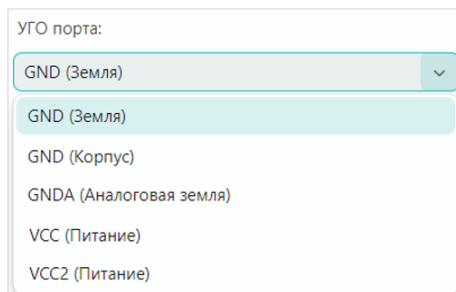 УГО порта:
GND (Земля)
GND (Земля)
GND (Корпус)
GNDA (Аналоговая земля)
VCC (Питание)
VCC2 (Питание)